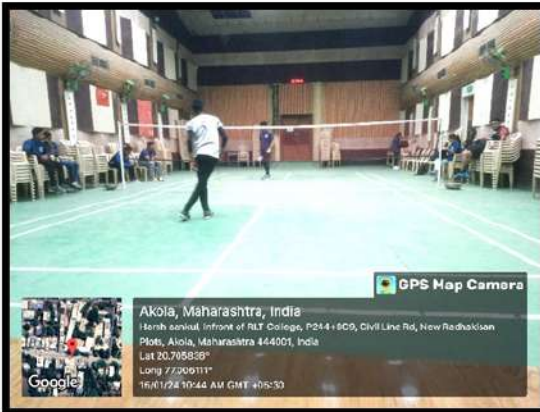 GPS Map Camera
Akola, Maharashtra, India
Harsh sankul, Infront of RLT College, P244+8C9, Civil Line Rd, New Radhakisan
Plots, Akola, Maharashtra 444001, India
Lat 20.705838°
Long 77.006111°
16/01/24 10:44 AM GMT +05:30
Google